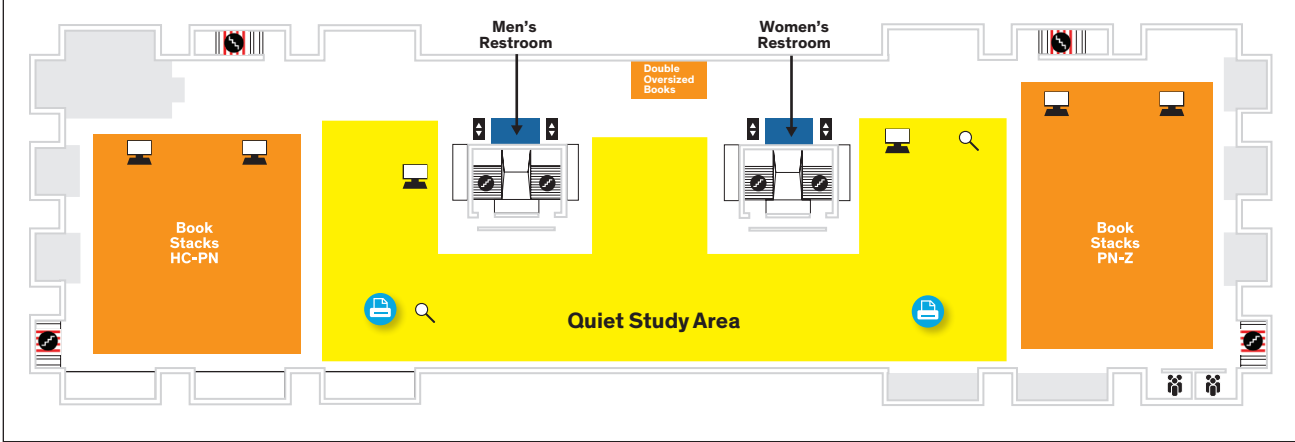 Men's
Restroom
Women's
Restroom
Double
Oversized
Books
Book
Stacks
HC-PN
Book
Stacks
PN-Z
Quiet Study Area